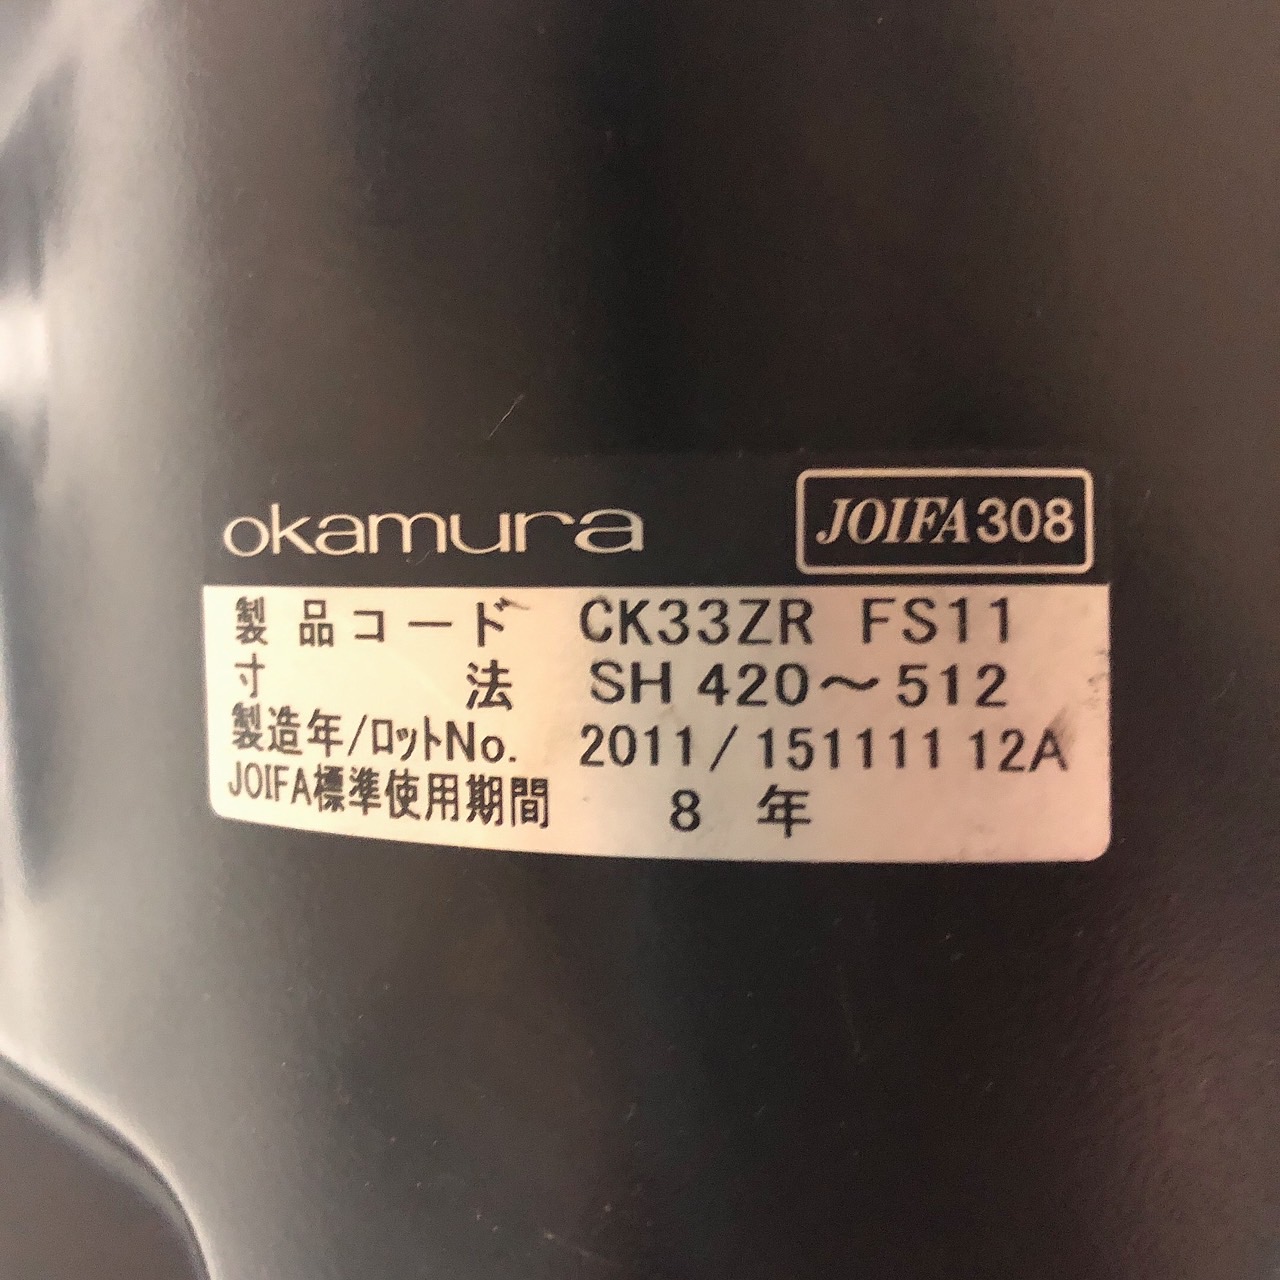 okamura JOIFA308
製品コード CK33ZR FS11
寸法 SH 420～512
製造年/ロットNo. 2011/151111 12A
JOIFA標準使用期間 8年